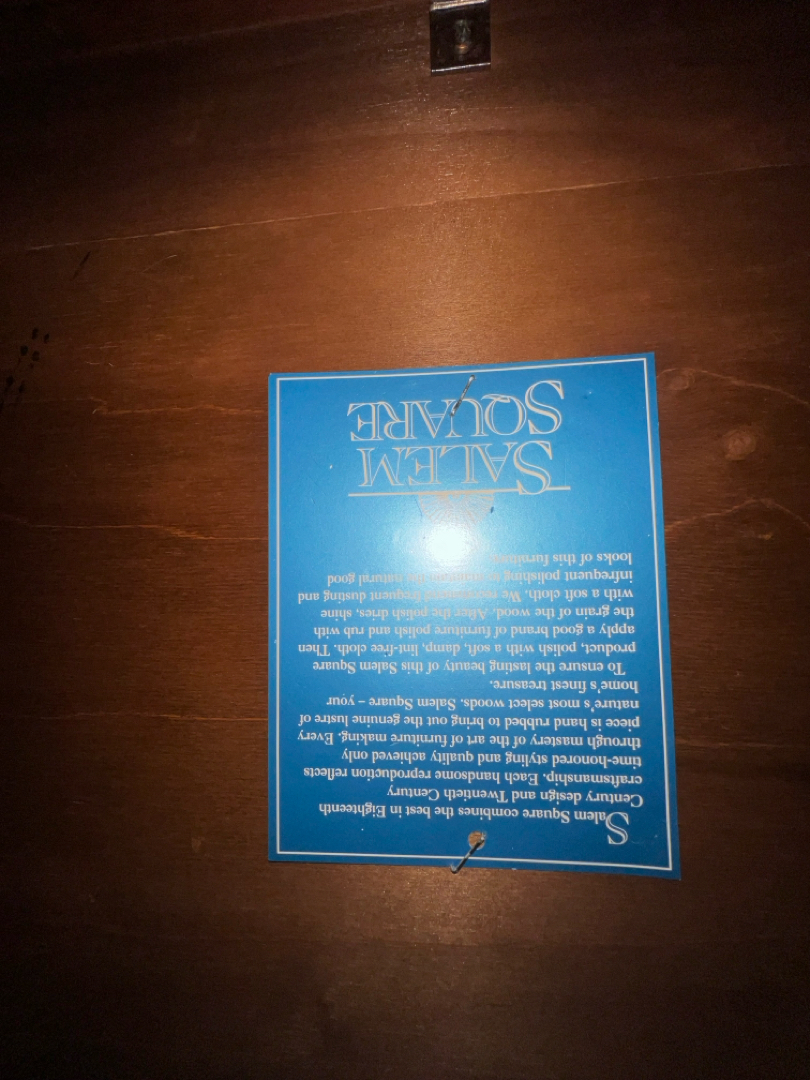 Salem Square combines the best in Eighteenth
Century design and Twentieth Century
craftsmanship. Each handsome reproduction reflects
time-honored styling and quality achieved only
through mastery of the art of furniture making. Every
piece is hand rubbed to bring out the genuine lustre of
nature's most select woods. Salem Square – your
home's finest treasure.
To ensure the lasting beauty of this Salem Square
product, polish with a soft, damp, lint-free cloth. Then
apply a good brand of furniture polish and rub with
the grain of the wood. After the polish dries, shine
with a soft cloth. We recommend frequent dusting and
infrequent polishing to maintain the natural good
looks of this furniture.
SALEM
SQUARE